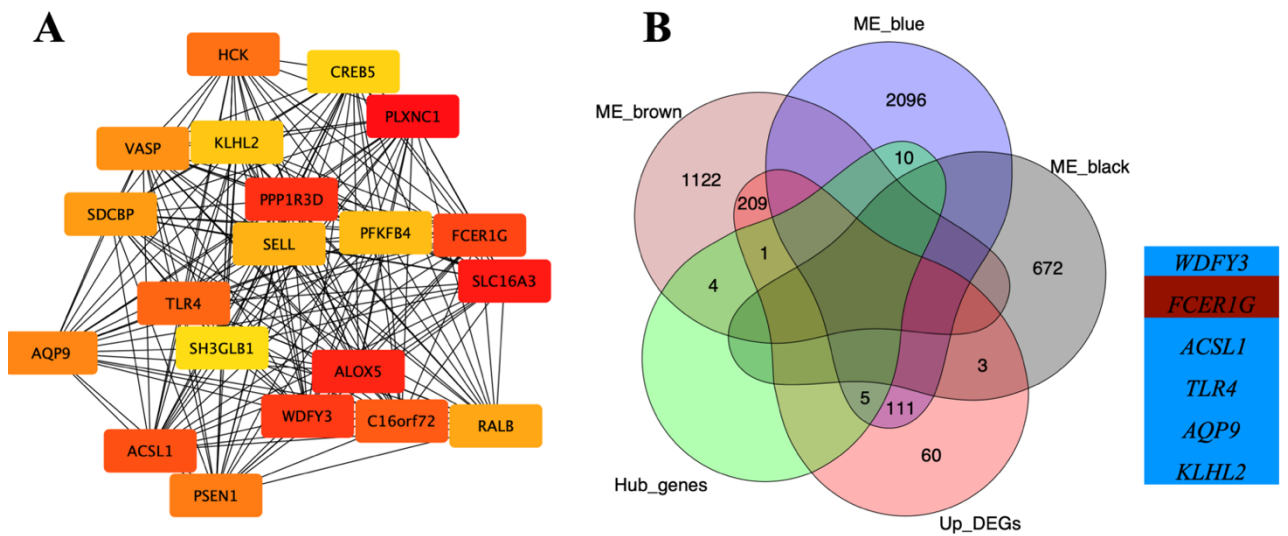 A
HCK
CREB5
PLXNC1
VASP
KLHL2
PPP1R3D
SDCBP
SELL
PFKFB4
FCER1G
SLC16A3
TLR4
AQP9
SH3GLB1
ALOX5
WDFY3
C16orf72
RALB
ACSL1
PSEN1
B
ME_blue
2096
ME_brown
10
ME_black
1122
209
1
672
4
3
5
111
60
Hub_genes
Up_DEGs
WDFY3
FCER1G
ACSL1
TLR4
AQP9
KLHL2